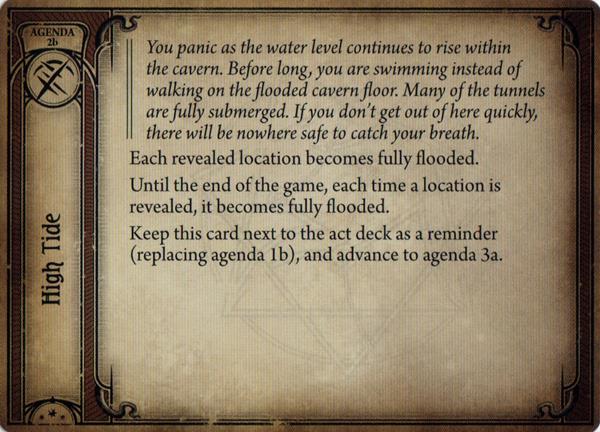 AGENDA
2b
High Tide
You panic as the water level continues to rise within
the cavern. Before long, you are swimming instead of
walking on the flooded cavern floor. Many of the tunnels
are fully submerged. If you don't get out of here quickly,
there will be nowhere safe to catch your breath.
Each revealed location becomes fully flooded.
Until the end of the game, each time a location is
revealed, it becomes fully flooded.
Keep this card next to the act deck as a reminder
(replacing agenda 1b), and advance to agenda 3a.